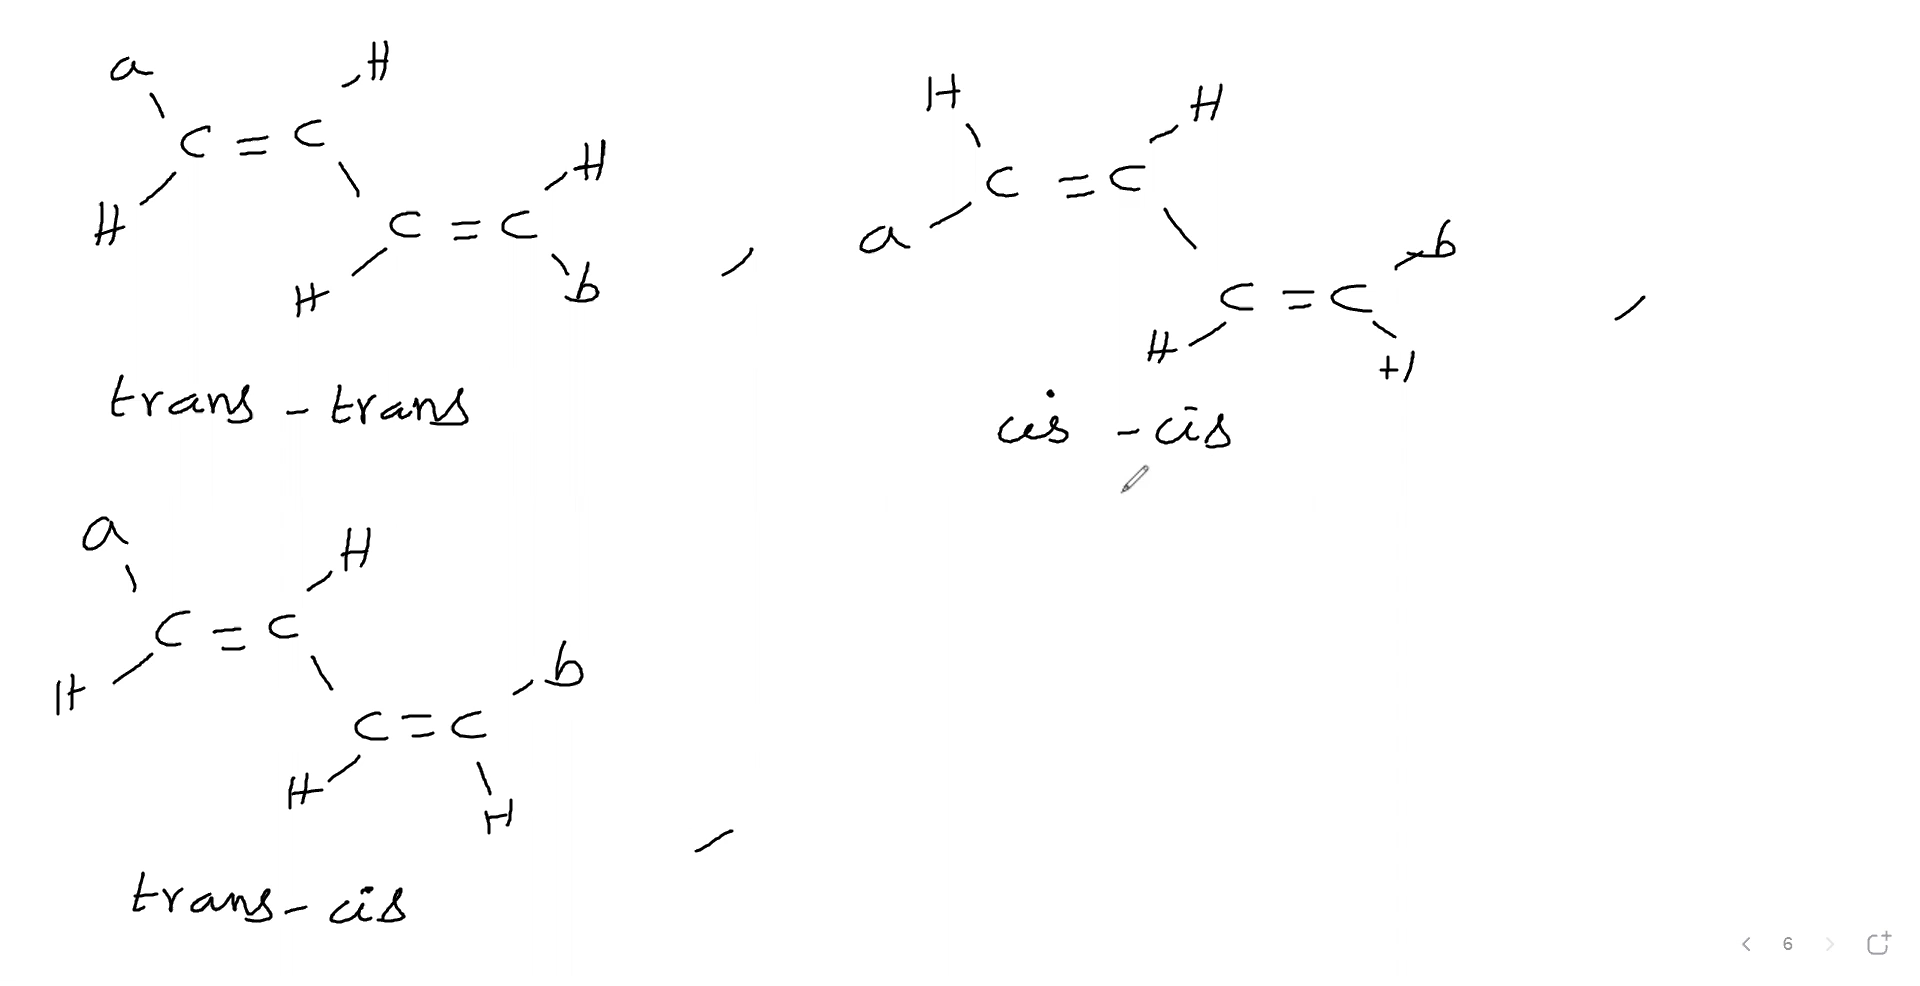 a H
C = C H
H C = C
H b ,
trans - trans
H H
C = C
a b
C = C ,
H H
cis - cis
a H
C = C b
H C = C
H H ,
trans - cis
< 6 >